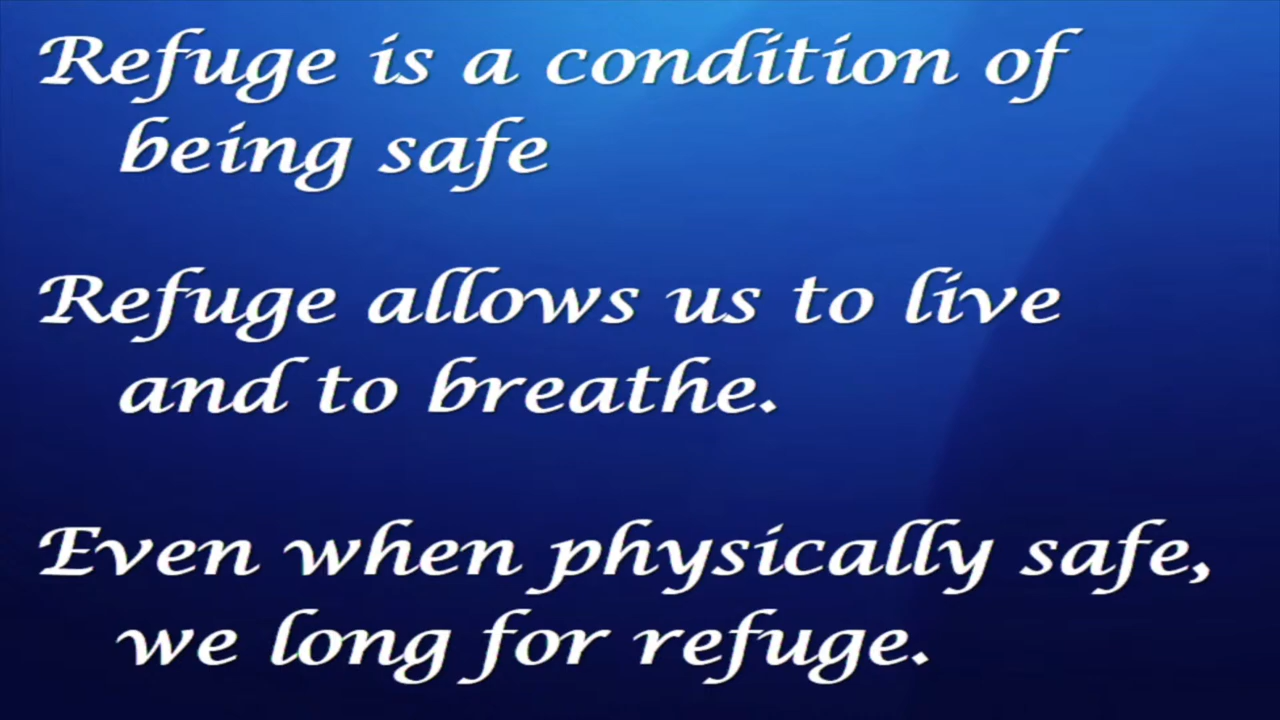 Refuge is a condition of
being safe
Refuge allows us to live
and to breathe.
Even when physically safe,
we long for refuge.